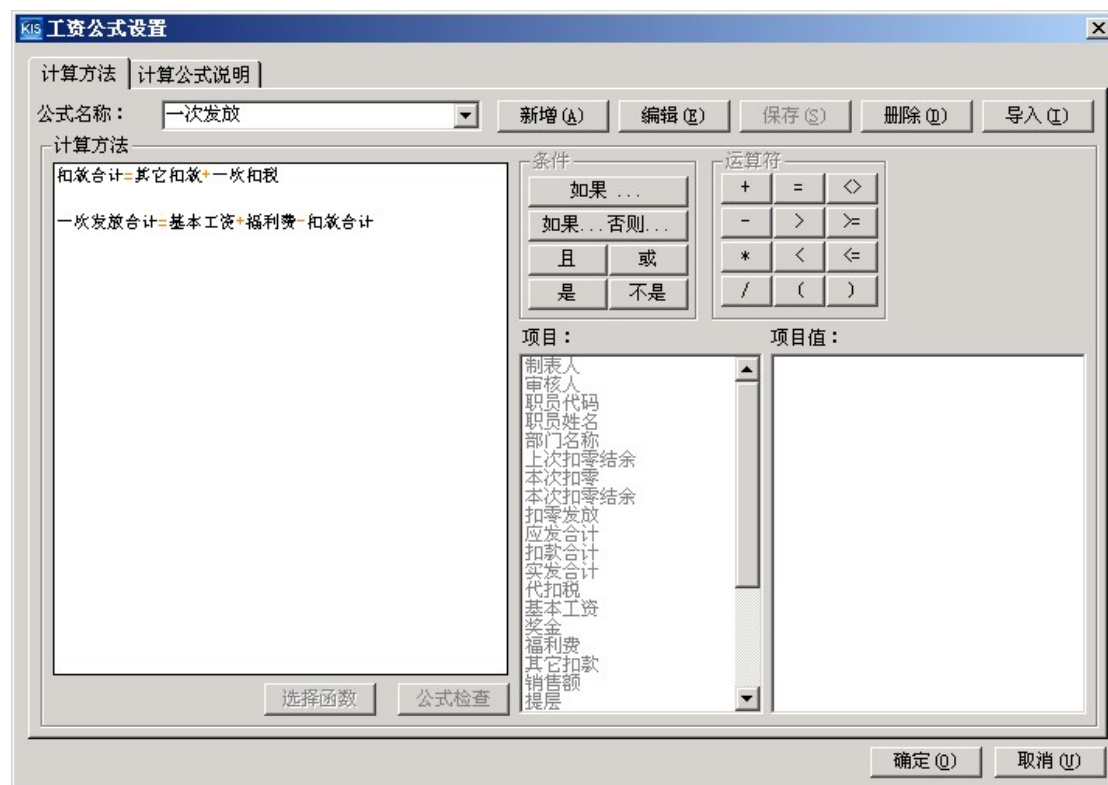 KIS 工资公式设置
计算方法 计算公式说明
公式名称： 一次发放 新增(A) 编辑(E) 保存(S) 删除(D) 导入(I)
计算方法
扣款合计=其它扣款+一次扣税
一次发放合计=基本工资+福利费-扣款合计
条件
如果 ...
如果...否则...
且 或
是 不是
运算符
+ = <>
- > >=
* < <=
/ ( )
项目：
制表人
审核人
职员代码
职员姓名
部门名称
上次扣零结余
本次扣零
本次扣零结余
扣零发放
应发合计
扣款合计
实发合计
代扣税
基本工资
奖金
福利费
其它扣款
销售额
提层
项目值：
选择函数 公式检查
确定(O) 取消(U)